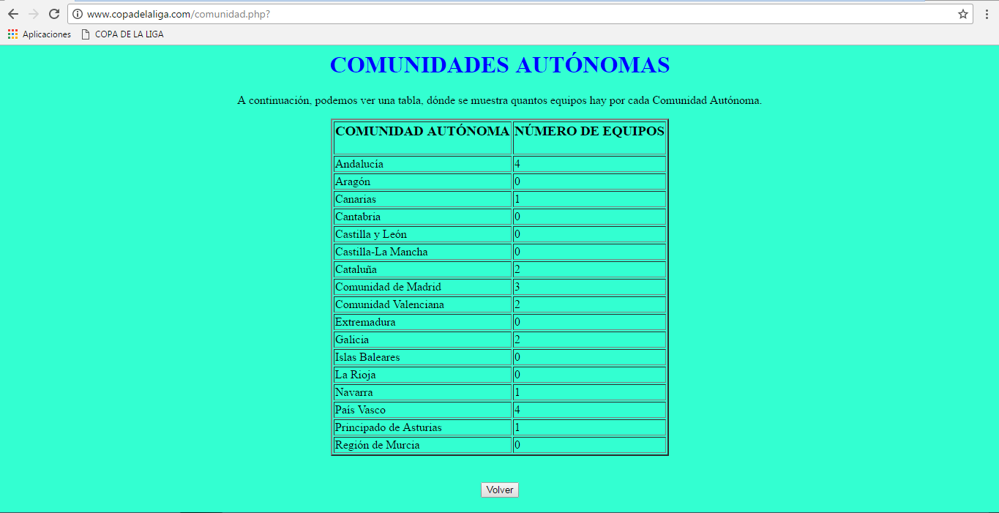 www.copadelaliga.com/comunidad.php?
Aplicaciones COPA DE LA LIGA
COMUNIDADES AUTÓNOMAS
A continuación, podemos ver una tabla, dónde se muestra quantos equipos hay por cada Comunidad Autónoma.
COMUNIDAD AUTÓNOMA NÚMERO DE EQUIPOS
Andalucía 4
Aragón 0
Canarias 1
Cantabria 0
Castilla y León 0
Castilla-La Mancha 0
Cataluña 2
Comunidad de Madrid 3
Comunidad Valenciana 2
Extremadura 0
Galicia 2
Islas Baleares 0
La Rioja 0
Navarra 1
País Vasco 4
Principado de Asturias 1
Región de Murcia 0
Volver